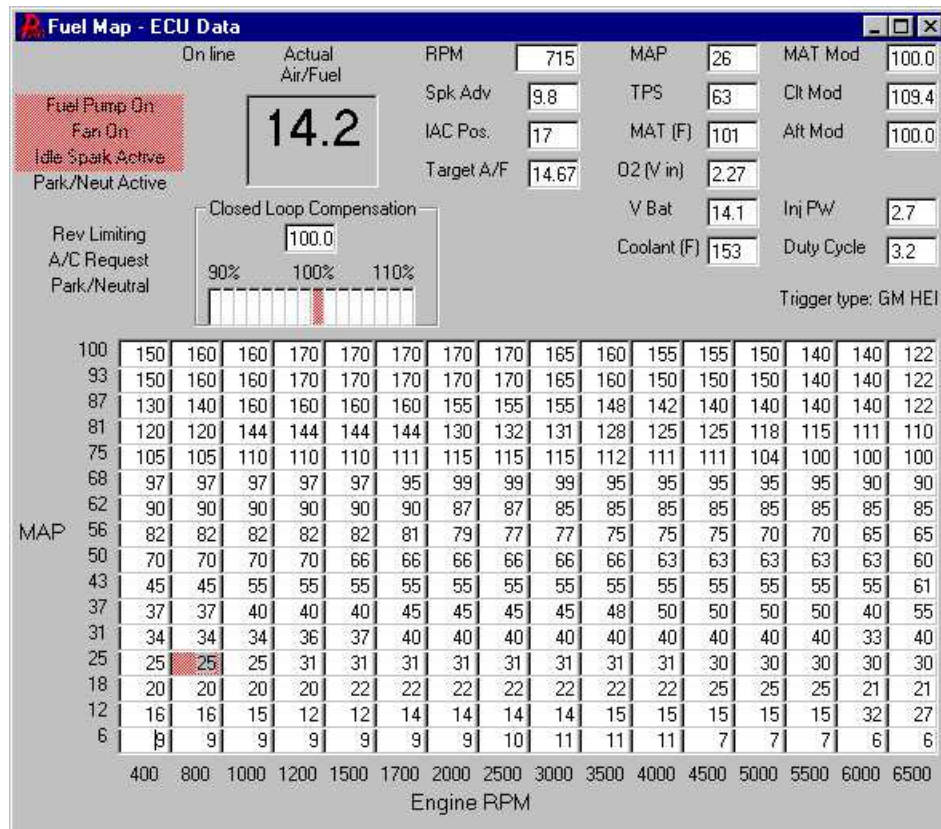 Fuel Map - ECU Data
On line
Actual Air/Fuel
14.2
Fuel Pump On
Fan On
Idle Spark Active
Park/Neut Active
Rev Limiting
A/C Request
Park/Neutral
Closed Loop Compensation
100.0
90% 100% 110%
RPM 715
Spk Adv 9.8
IAC Pos. 17
Target A/F 14.67
MAP 26
TPS 63
MAT (F) 101
O2 (V in) 2.27
V Bat 14.1
Coolant (F) 153
MAT Mod 100.0
Clt Mod 109.4
Aft Mod 100.0
Inj PW 2.7
Duty Cycle 3.2
Trigger type: GM HEI
MAP
100 150 160 160 170 170 170 170 170 165 160 155 155 150 140 140 122
93 150 160 160 170 170 170 170 170 165 160 150 150 150 140 140 122
87 130 140 160 160 160 160 155 155 155 148 142 140 140 140 140 122
81 120 120 144 144 144 144 130 132 131 128 125 125 118 115 111 110
75 105 105 110 110 110 111 115 115 115 112 111 111 104 100 100 100
68 97 97 97 97 97 95 99 99 99 95 95 95 95 95 90 90
62 90 90 90 90 90 90 87 87 85 85 85 85 85 85 85 85
56 82 82 82 82 82 81 79 77 77 75 75 75 70 70 65 65
50 70 70 70 70 66 66 66 66 66 66 63 63 63 63 63 60
43 45 45 55 55 55 55 55 55 55 55 55 55 55 55 55 61
37 37 37 40 40 40 45 45 45 45 48 50 50 50 50 40 55
31 34 34 34 36 37 40 40 40 40 40 40 40 40 40 33 40
25 25 25 25 31 31 31 31 31 31 31 31 30 30 30 30 30
18 20 20 20 20 22 22 22 22 22 22 22 25 25 25 21 21
12 16 16 15 12 12 14 14 14 14 15 15 15 15 15 32 27
6 9 9 9 9 9 9 9 10 11 11 11 7 7 7 6 6
400 800 1000 1200 1500 1700 2000 2500 3000 3500 4000 4500 5000 5500 6000 6500
Engine RPM